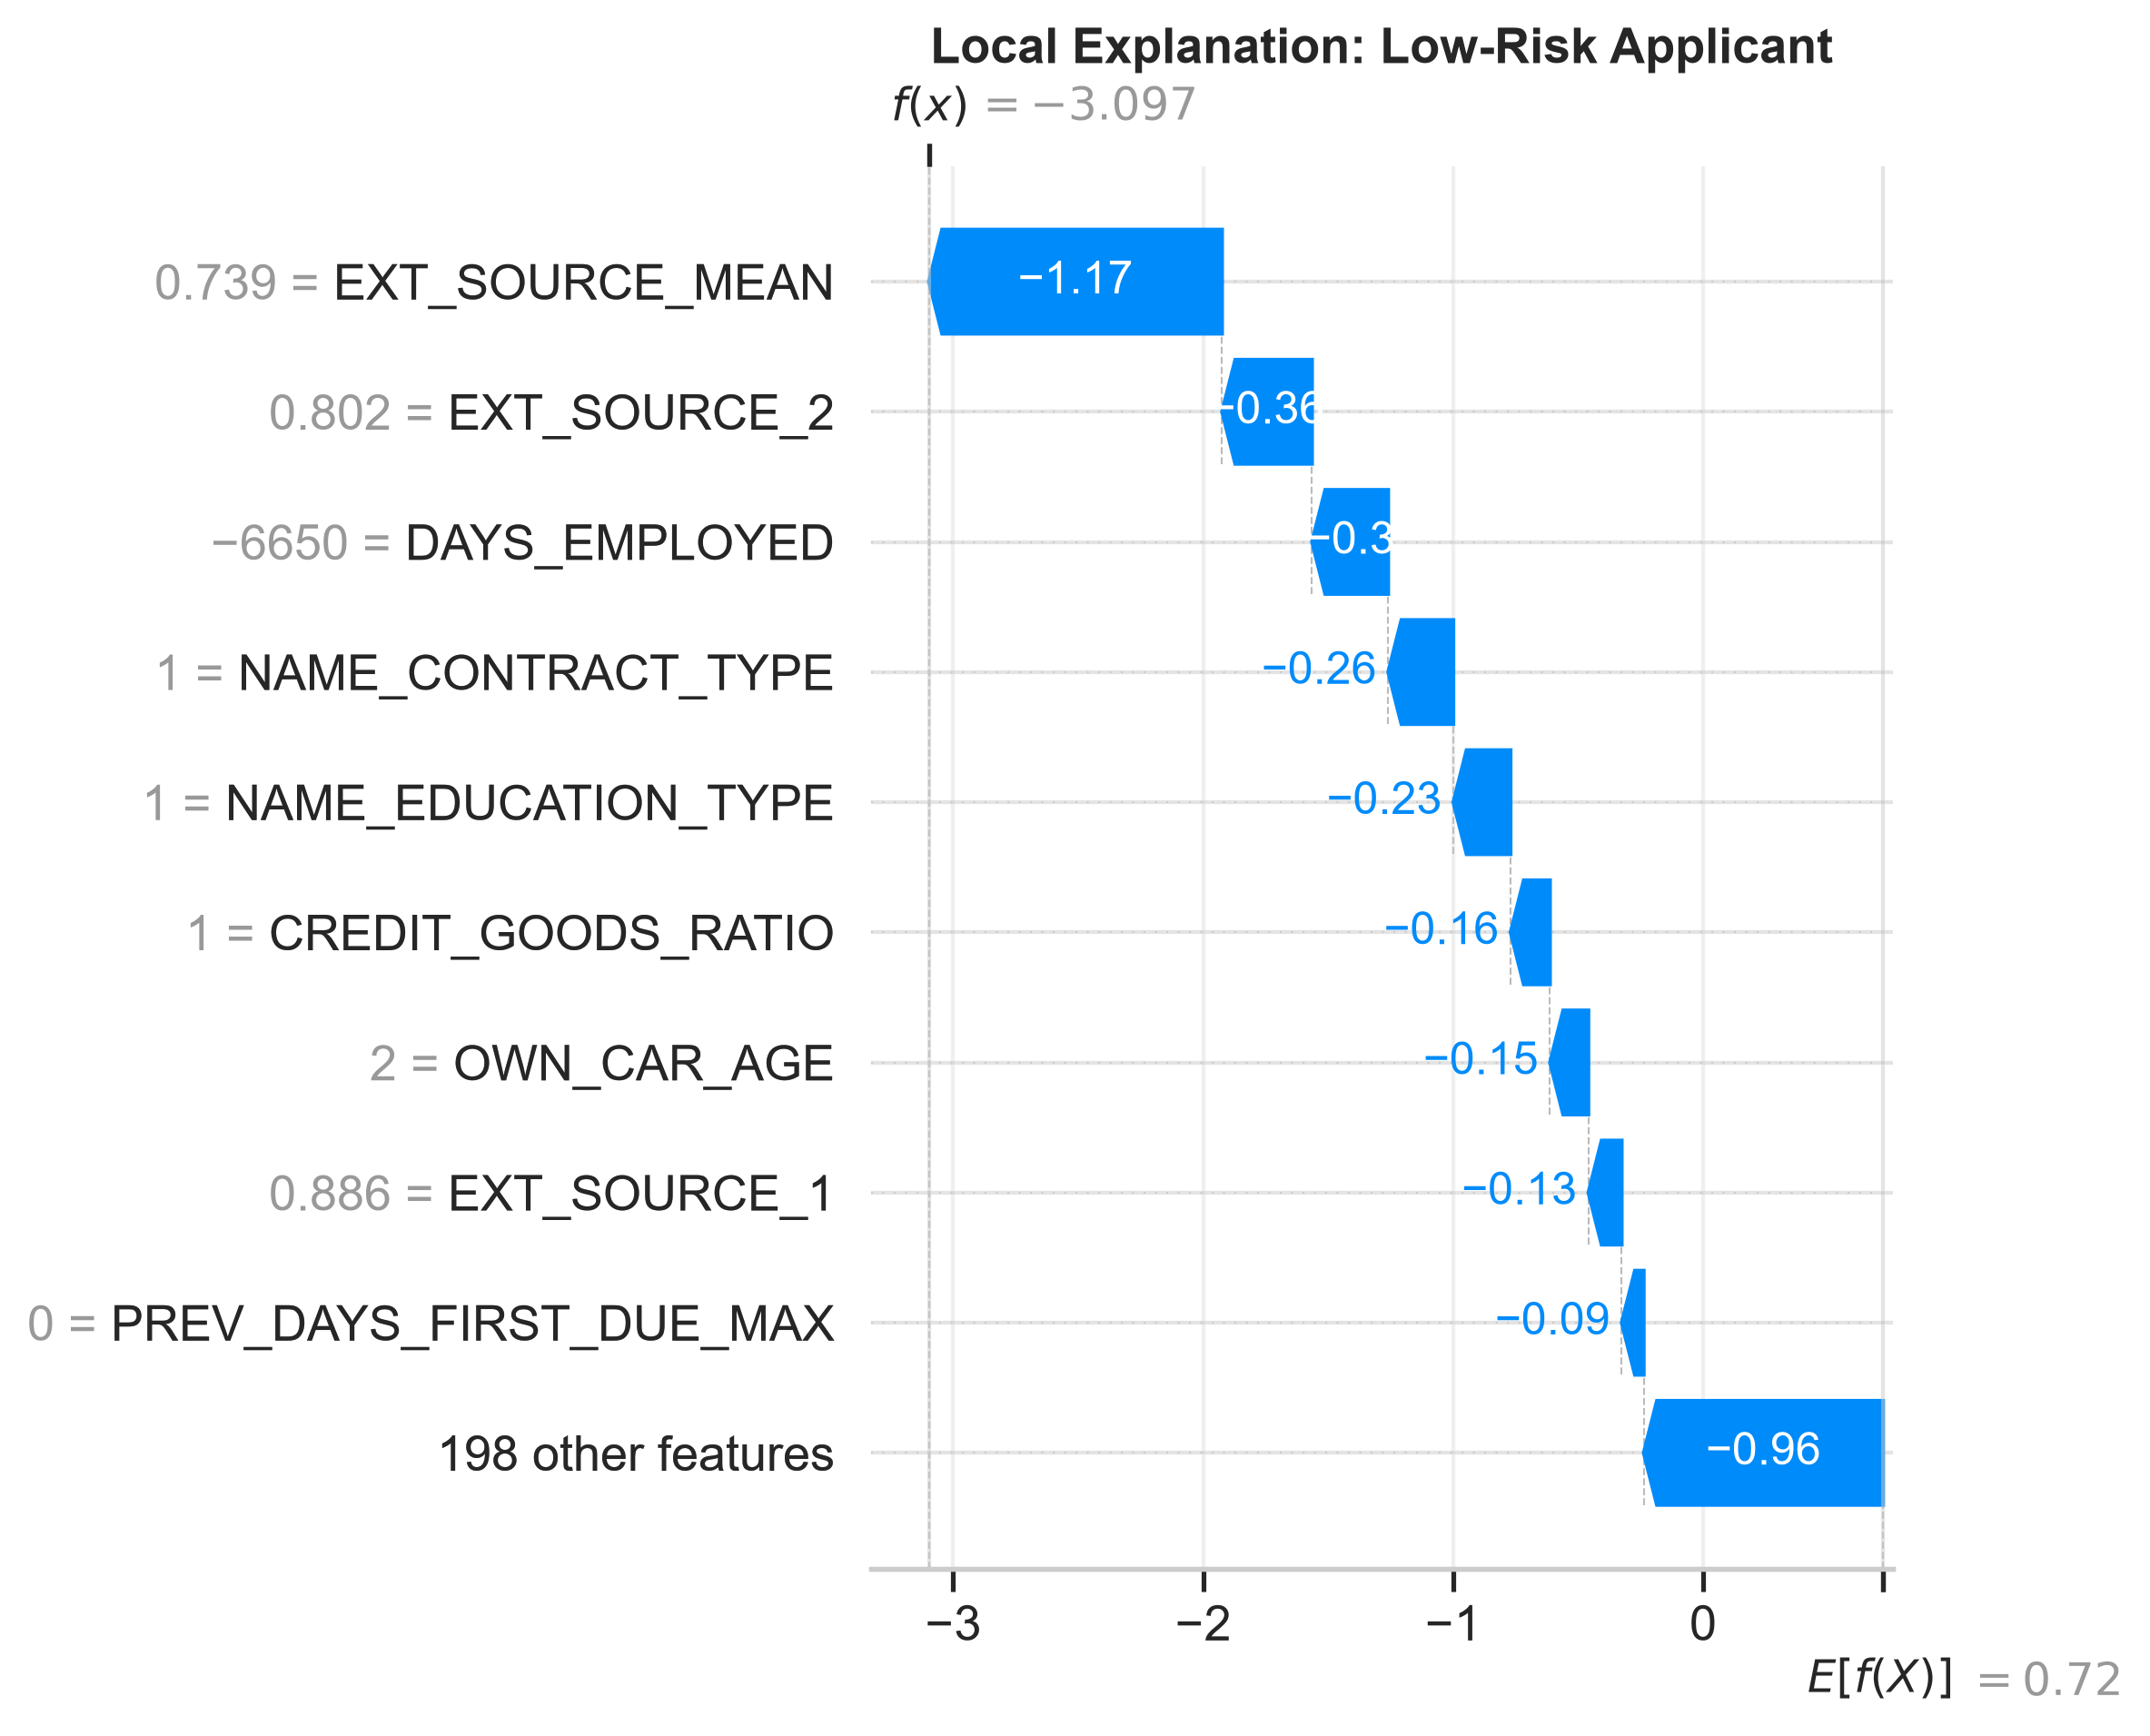 Local Explanation: Low-Risk Applicant
f(x) = −3.097
0.739 = EXT_SOURCE_MEAN
−1.17
0.802 = EXT_SOURCE_2
−0.36
−6650 = DAYS_EMPLOYED
−0.3
1 = NAME_CONTRACT_TYPE
−0.26
1 = NAME_EDUCATION_TYPE
−0.23
1 = CREDIT_GOODS_RATIO
−0.16
2 = OWN_CAR_AGE
−0.15
0.886 = EXT_SOURCE_1
−0.13
0 = PREV_DAYS_FIRST_DUE_MAX
−0.09
198 other features
−0.96
−3 −2 −1 0
E[f(X)] = 0.72